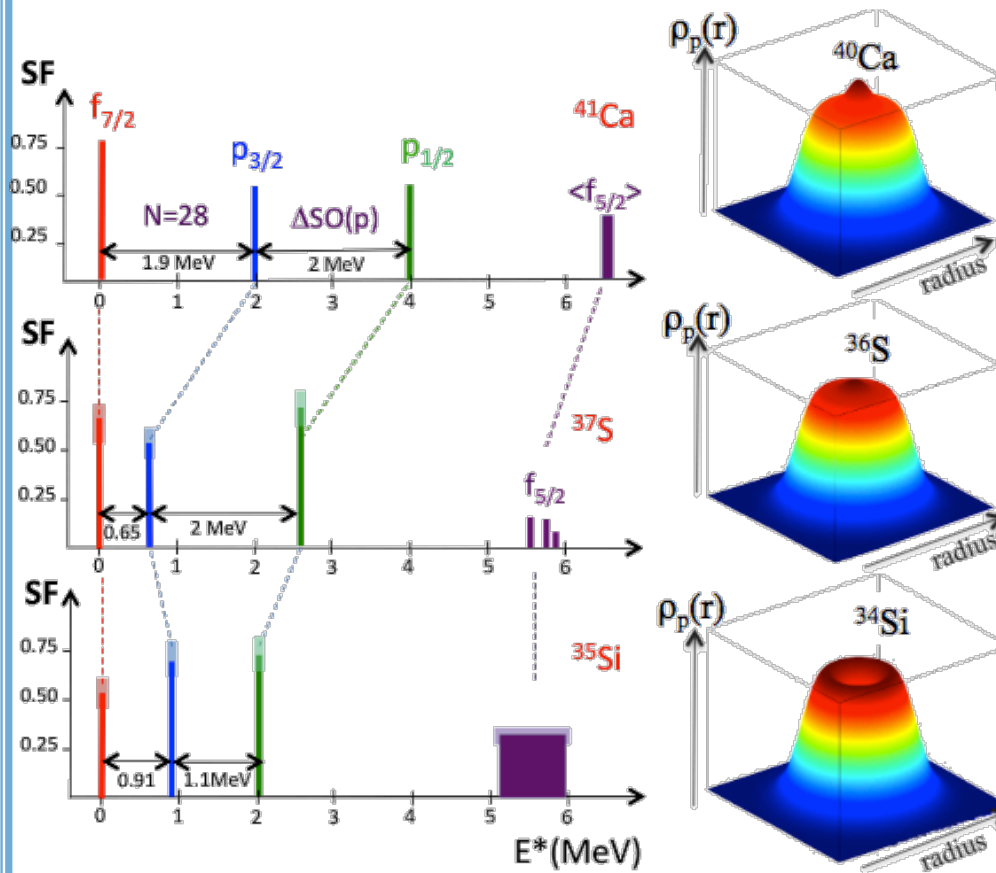 SF
f7/2
p3/2
p1/2
41Ca
<f5/2>
0.75
0.50
0.25
N=28
ΔSO(p)
1.9 MeV
2 MeV
0 1 2 3 4 5 6
ρp(r)
40Ca
radius
SF
37S
0.75
0.50
0.25
f5/2
0.65
2 MeV
0 1 2 3 4 5 6
ρp(r)
36S
radius
SF
35Si
0.75
0.50
0.25
0.91
1.1MeV
0 1 2 3 4 5 6
E*(MeV)
ρp(r)
34Si
radius